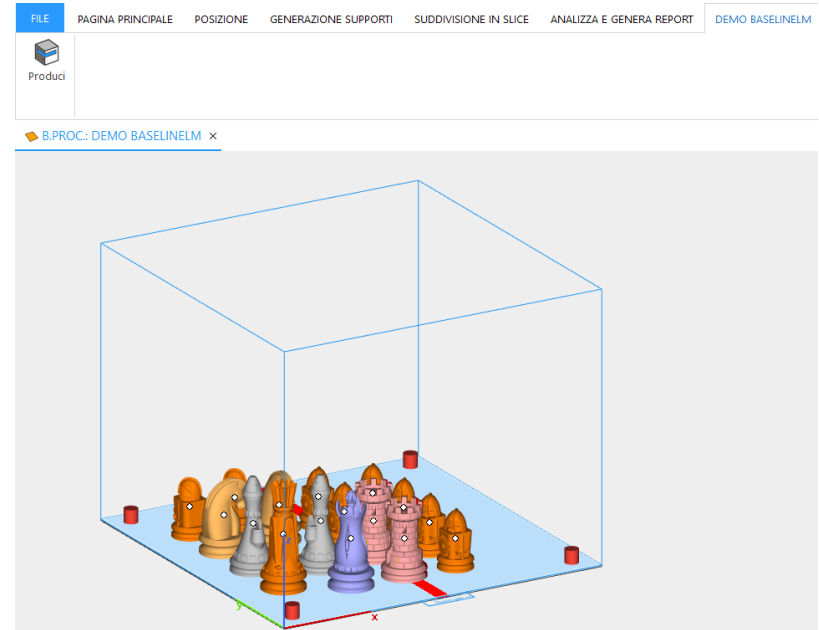 FILE PAGINA PRINCIPALE POSIZIONE GENERAZIONE SUPPORTI SUDDIVISIONE IN SLICE ANALIZZA E GENERA REPORT DEMO BASELINELM
Produci
B.PROC.: DEMO BASELINELM ×
z
y
x